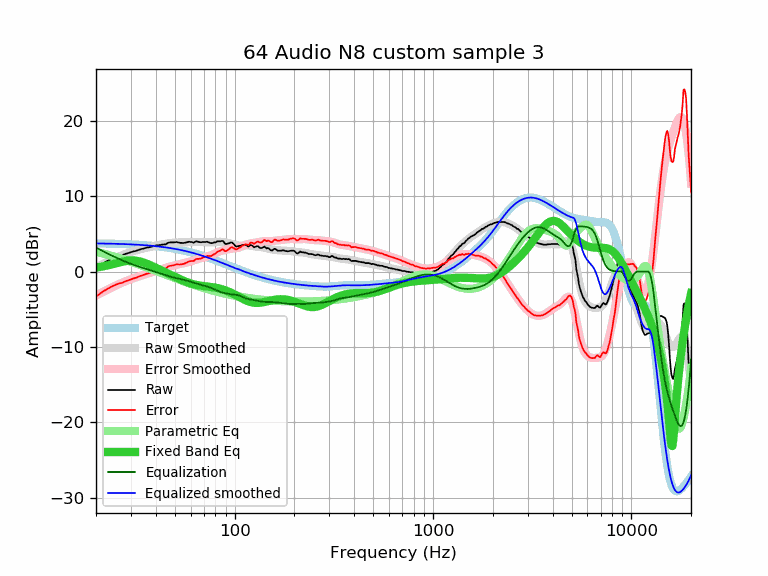 64 Audio N8 custom sample 3
Amplitude (dBr)
20
10
0
−10
−20
−30
Target
Raw Smoothed
Error Smoothed
Raw
Error
Parametric Eq
Fixed Band Eq
Equalization
Equalized smoothed
100
1000
10000
Frequency (Hz)